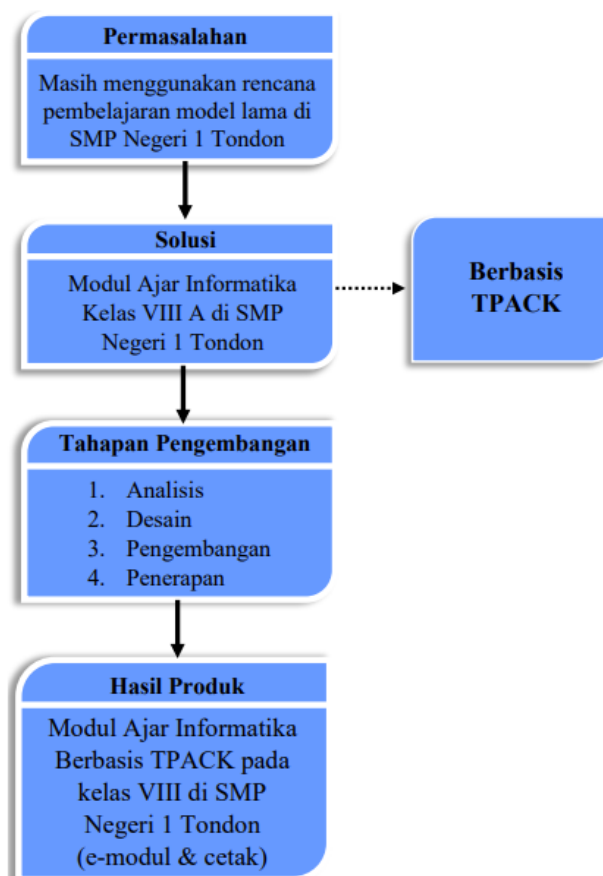 Permasalahan
Masih menggunakan rencana
pembelajaran model lama di
SMP Negeri 1 Tondon
Solusi
Modul Ajar Informatika
Kelas VIII A di SMP
Negeri 1 Tondon
Berbasis
TPACK
Tahapan Pengembangan
1. Analisis
2. Desain
3. Pengembangan
4. Penerapan
Hasil Produk
Modul Ajar Informatika
Berbasis TPACK pada
kelas VIII di SMP
Negeri 1 Tondon
(e-modul & cetak)